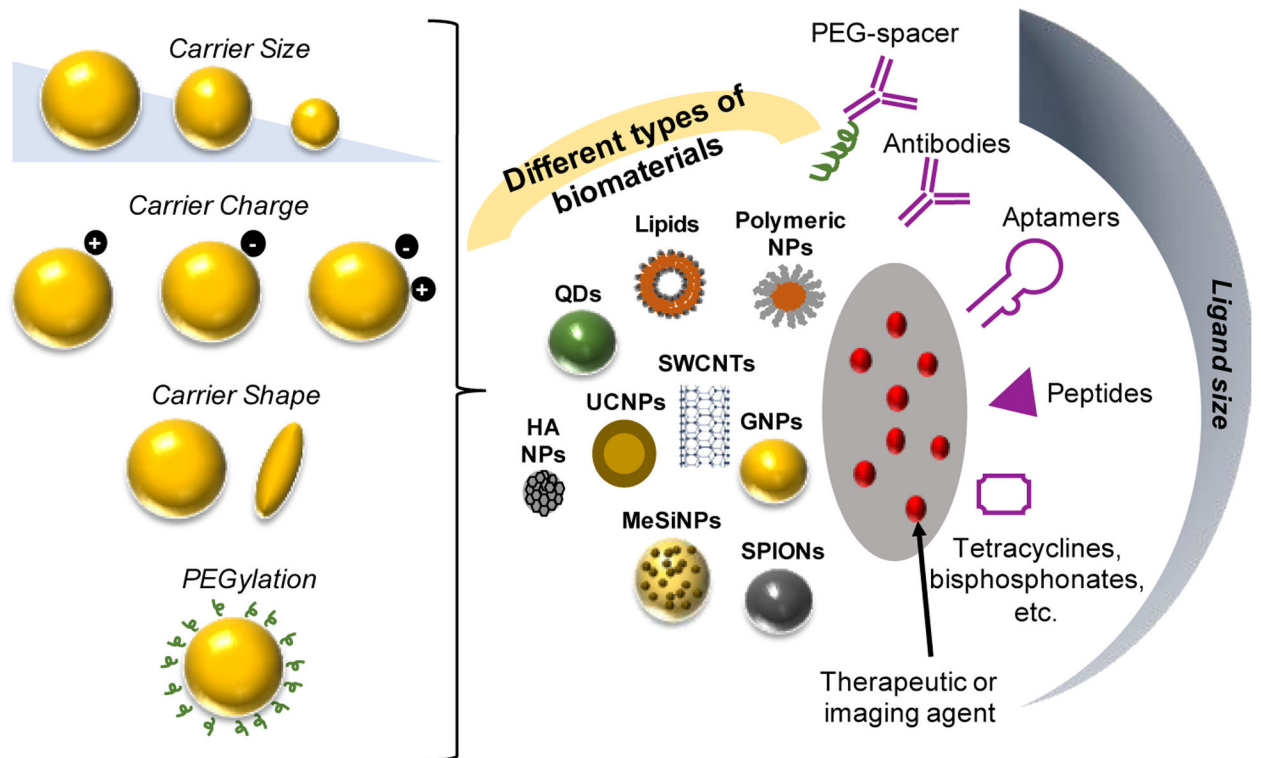 Carrier Size
Carrier Charge
+
-
-
+
Carrier Shape
PEGylation
Different types of
biomaterials
Lipids
Polymeric
NPs
QDs
SWCNTs
UCNPs
HA
NPs
GNPs
MeSiNPs
SPIONs
PEG-spacer
Antibodies
Aptamers
Peptides
Tetracyclines,
bisphosphonates,
etc.
Therapeutic or
imaging agent
Ligand size